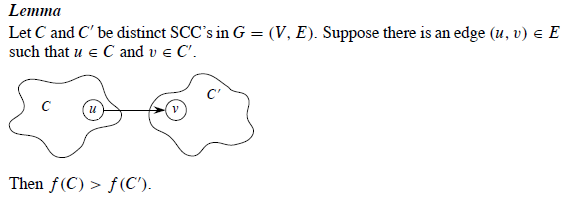 Lemma
Let C and C′ be distinct SCC's in G = (V, E). Suppose there is an edge (u, v) ∈ E
such that u ∈ C and v ∈ C′.
C u v C′
Then f(C) > f(C′).